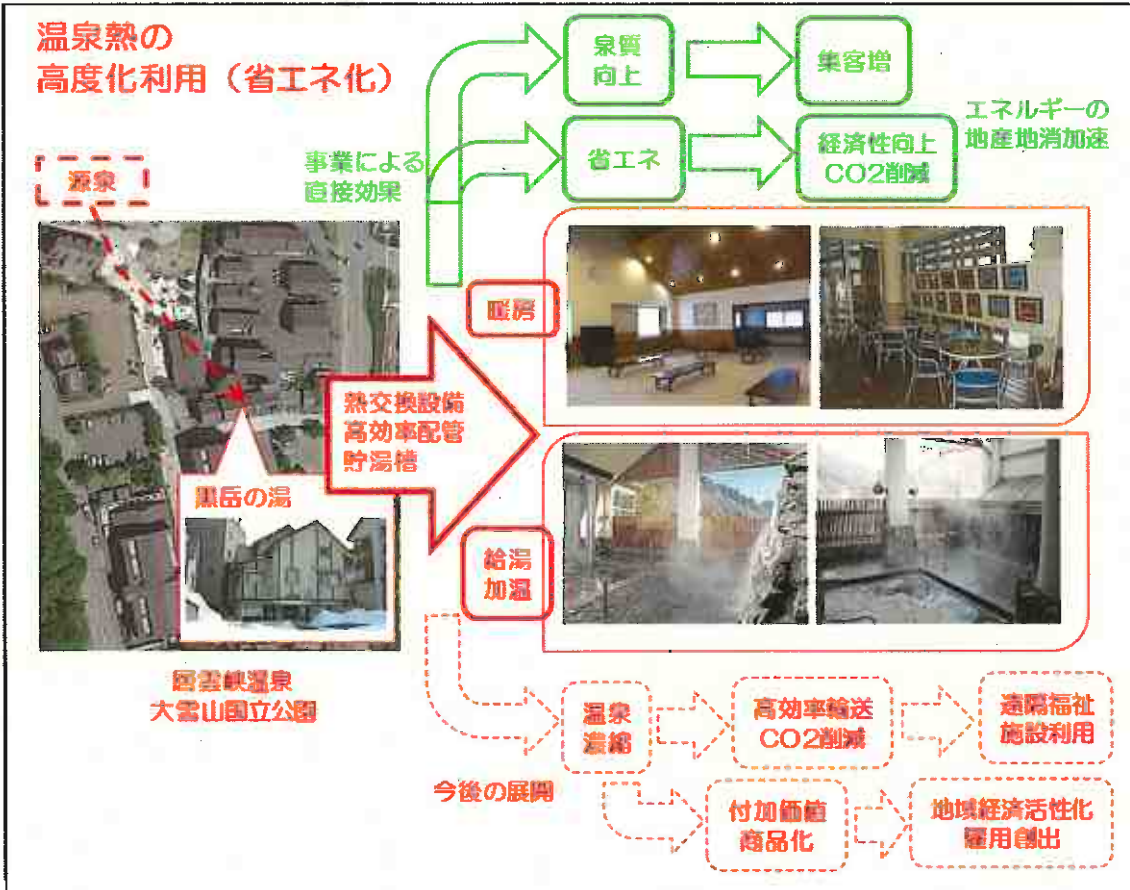 温泉熱の
高度化利用（省エネ化）
源泉
事業による
直接効果
泉質
向上
集客増
省エネ
経済性向上
CO2削減
エネルギーの
地産地消加速
暖房
熱交換設備
高効率配管
貯湯槽
黒岳の湯
給湯
加温
層雲峡温泉
大雪山国立公園
今後の展開
温泉
濃縮
高効率輸送
CO2削減
遠隔福祉
施設利用
付加価値
商品化
地域経済活性化
雇用創出